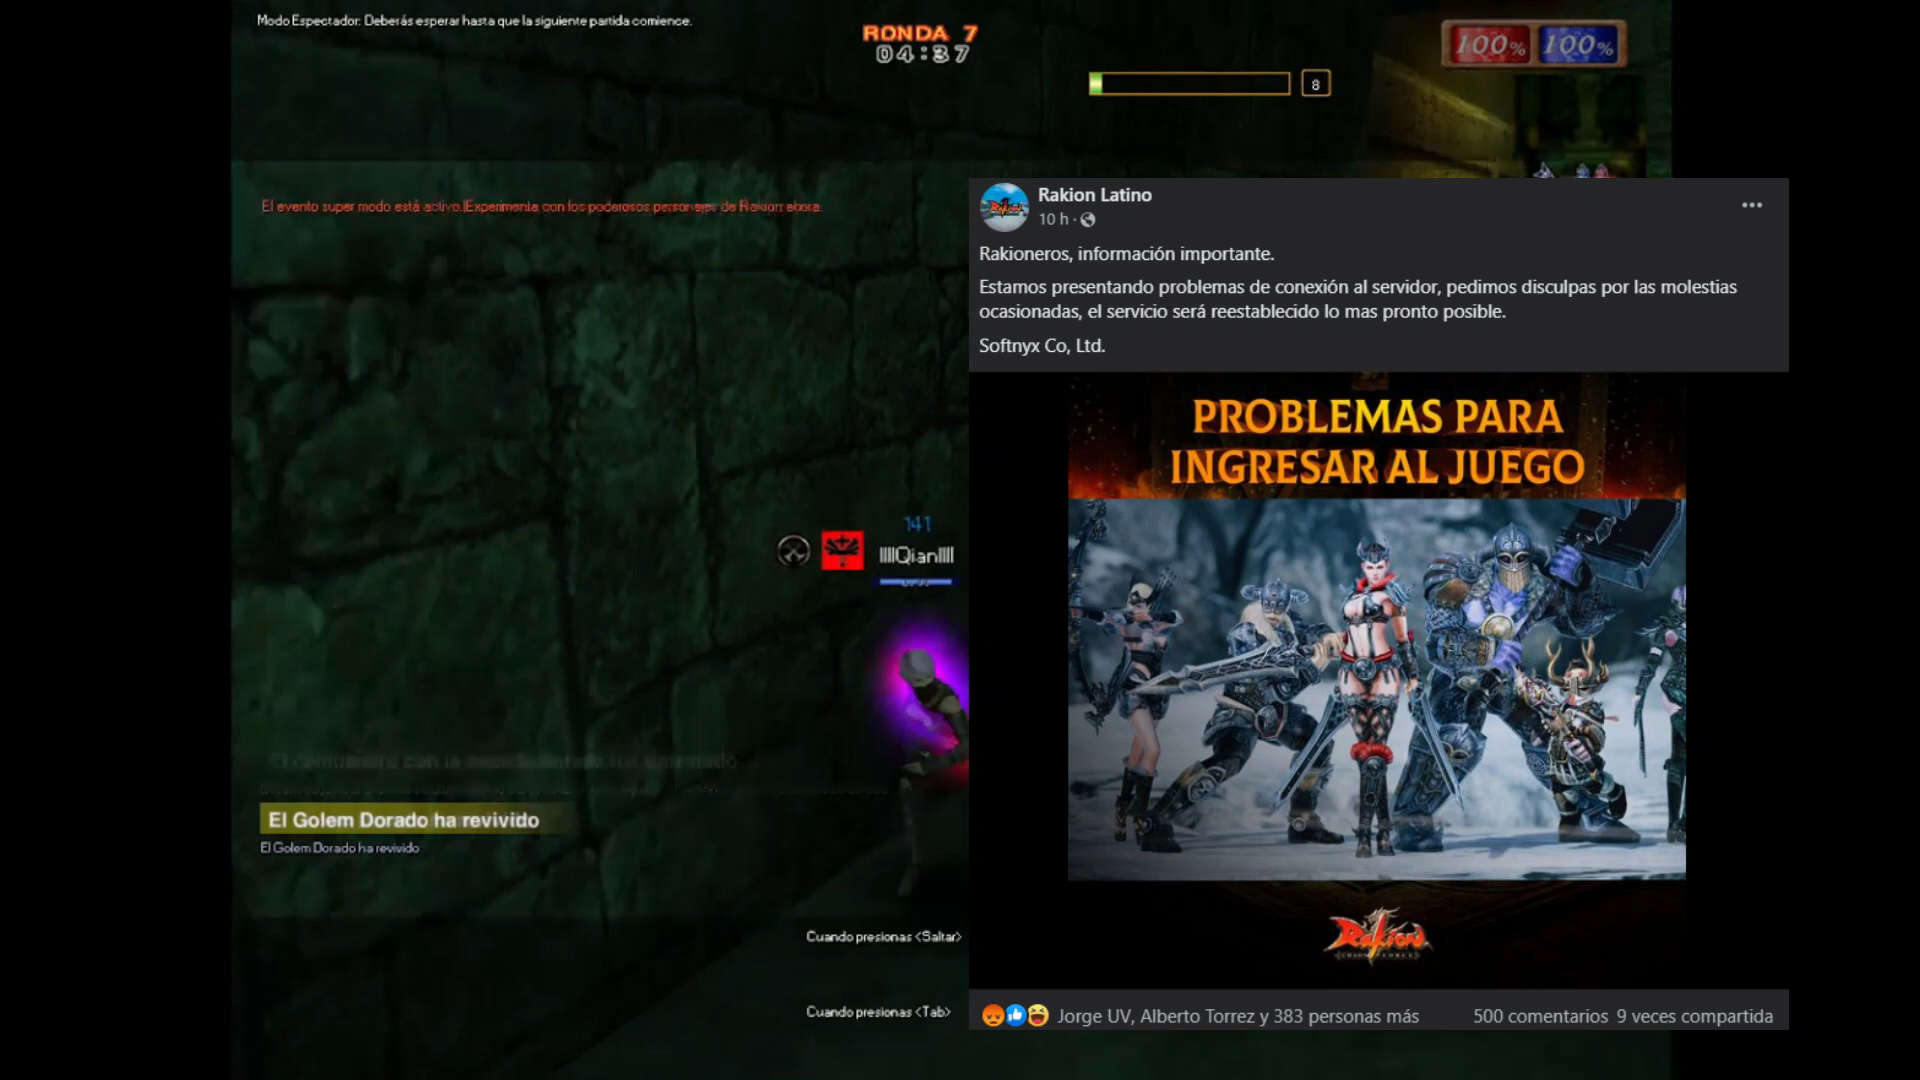 Modo Espectador: Deberás esperar hasta que la siguiente partida comience.
RONDA 7
04:37
100% 100%
8
El evento super modo está activo.|Experimenta con los poderosos personajes de Rakion ahora.
Rakion Latino
10 h ·
Rakioneros, información importante.
Estamos presentando problemas de conexión al servidor, pedimos disculpas por las molestias
ocasionadas, el servicio será reestablecido lo mas pronto posible.
Softnyx Co, Ltd.
PROBLEMAS PARA
INGRESAR AL JUEGO
141
||||Qian||||
El Golem Dorado ha revivido
El Golem Dorado ha revivido
Cuando presionas <Saltar>
Rakion
CHAOS FORCE
Cuando presionas <Tab>
Jorge UV, Alberto Torrez y 383 personas más
500 comentarios 9 veces compartida